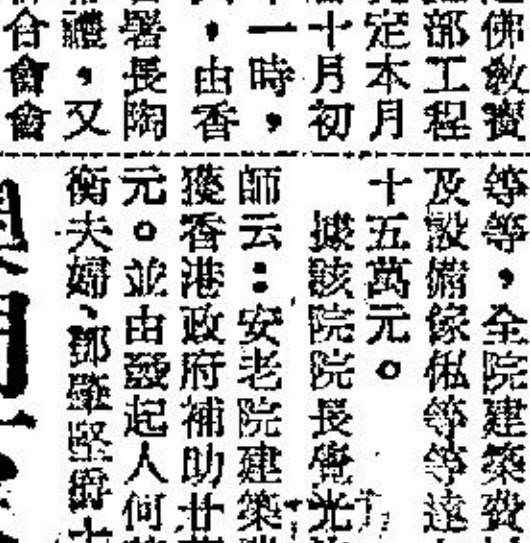 佛教寶
部工程
定本月
十月初
一時，
，由香
署長陶
禮，又
合會會
等等，全院建築費
及設備傢俬等等達
十五萬元。
據該院院長覺光
師云：安老院建築
獲香港政府補助廿
元。並由發起人何
衡夫婦、鄧肇堅爵士